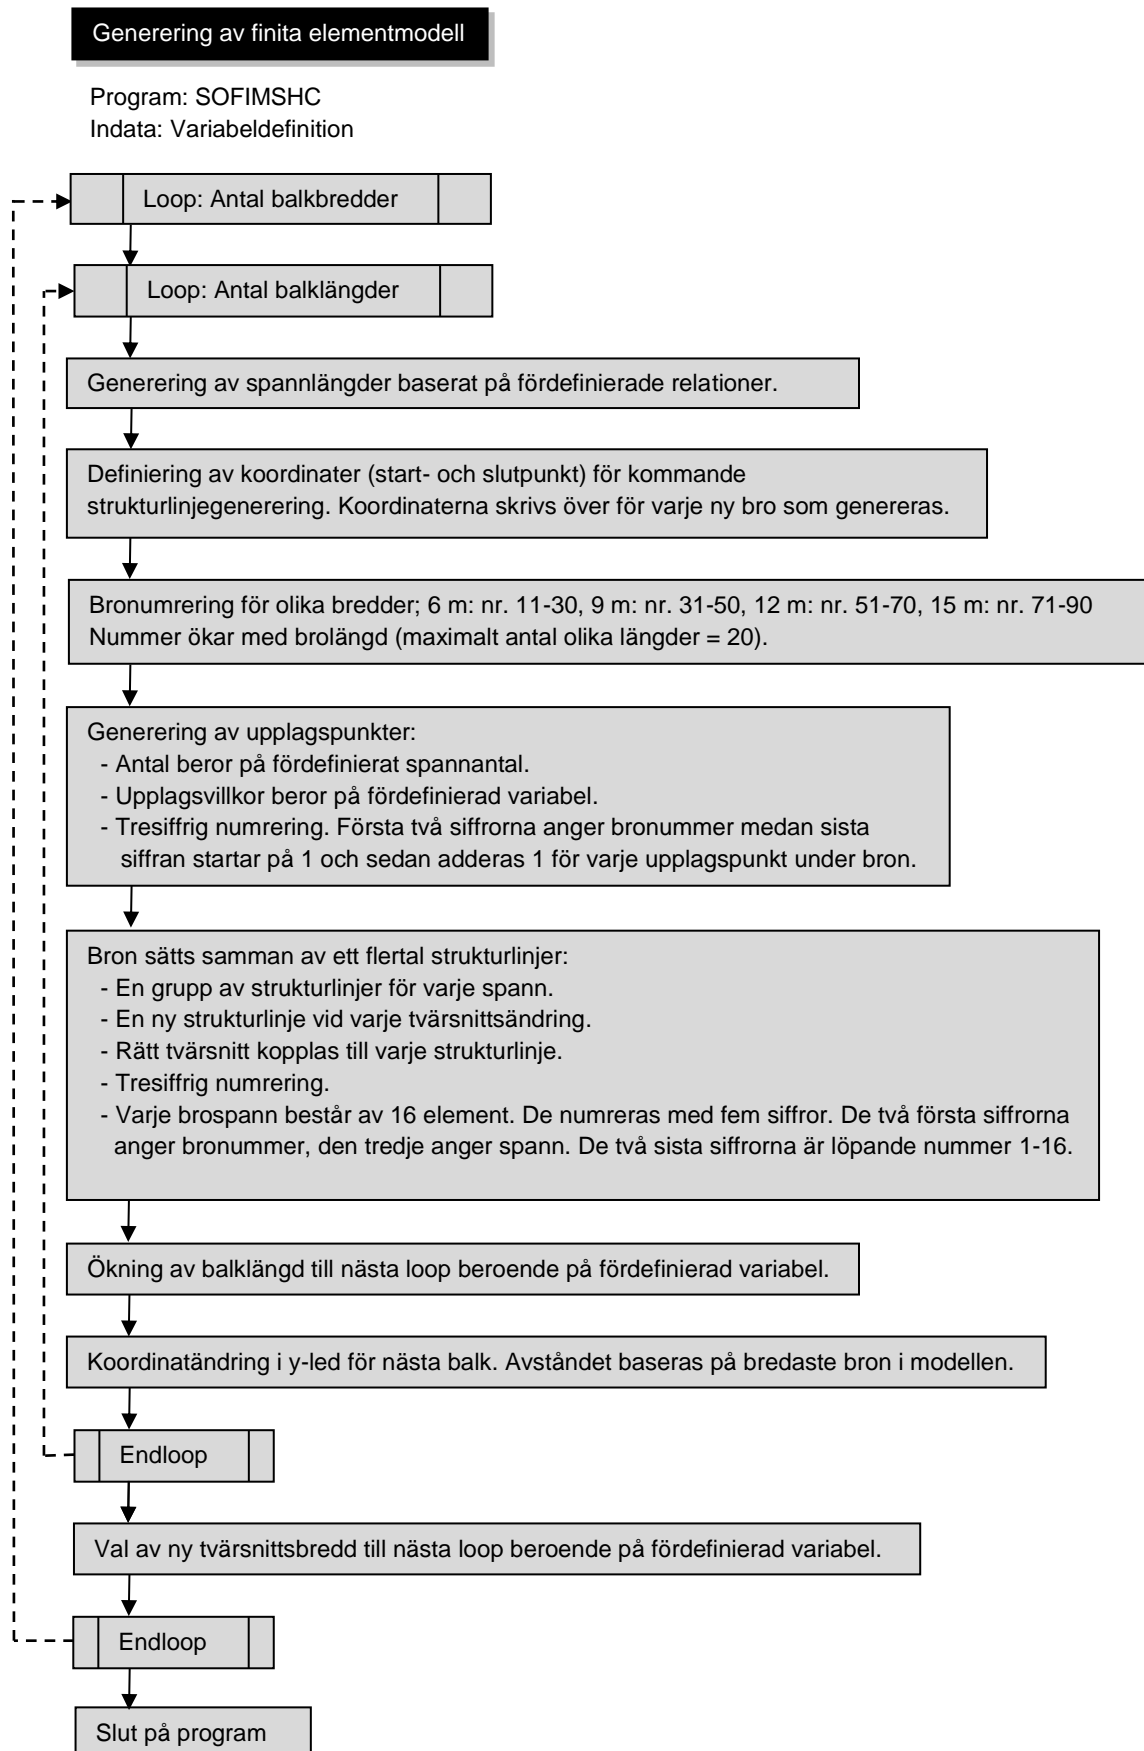 Generering av finita elementmodell
Program: SOFIMSHC
Indata: Variabeldefinition
Loop: Antal balkbredder
Loop: Antal balklängder
Generering av spannlängder baserat på fördefinierade relationer.
Definiering av koordinater (start- och slutpunkt) för kommande
strukturlinjegenerering. Koordinaterna skrivs över för varje ny bro som genereras.
Bronumrering för olika bredder; 6 m: nr. 11-30, 9 m: nr. 31-50, 12 m: nr. 51-70, 15 m: nr. 71-90
Nummer ökar med brolängd (maximalt antal olika längder = 20).
Generering av upplagspunkter:
- Antal beror på fördefinierat spannantal.
- Upplagsvillkor beror på fördefinierad variabel.
- Tresiffrig numrering. Första två siffrorna anger bronummer medan sista
siffran startar på 1 och sedan adderas 1 för varje upplagspunkt under bron.
Bron sätts samman av ett flertal strukturlinjer:
- En grupp av strukturlinjer för varje spann.
- En ny strukturlinje vid varje tvärsnittsändring.
- Rätt tvärsnitt kopplas till varje strukturlinje.
- Tresiffrig numrering.
- Varje brospann består av 16 element. De numreras med fem siffror. De två första siffrorna
anger bronummer, den tredje anger spann. De två sista siffrorna är löpande nummer 1-16.
Ökning av balklängd till nästa loop beroende på fördefinierad variabel.
Koordinatändring i y-led för nästa balk. Avståndet baseras på bredaste bron i modellen.
Endloop
Val av ny tvärsnittsbredd till nästa loop beroende på fördefinierad variabel.
Endloop
Slut på program